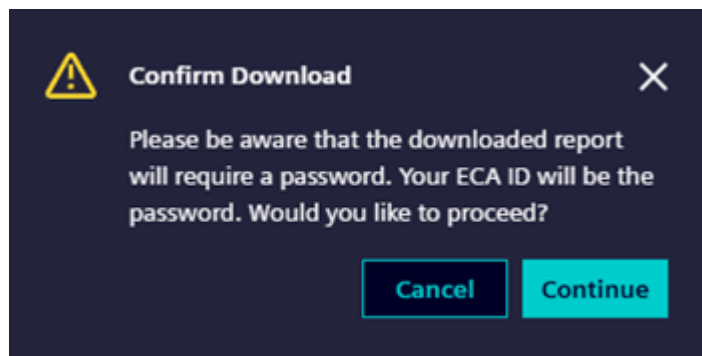 Confirm Download
Please be aware that the downloaded report
will require a password. Your ECA ID will be the
password. Would you like to proceed?
Cancel Continue